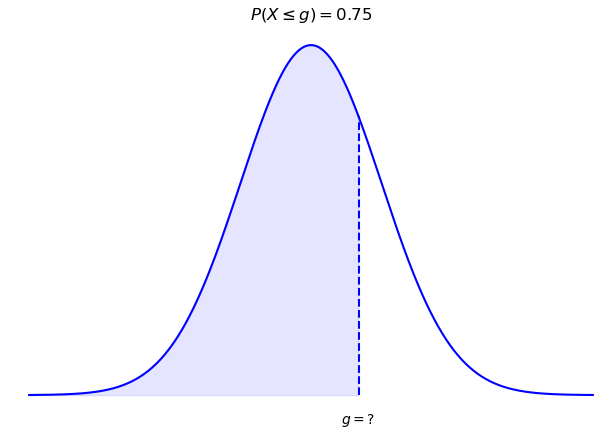 P(X ≤ g) = 0.75
g = ?